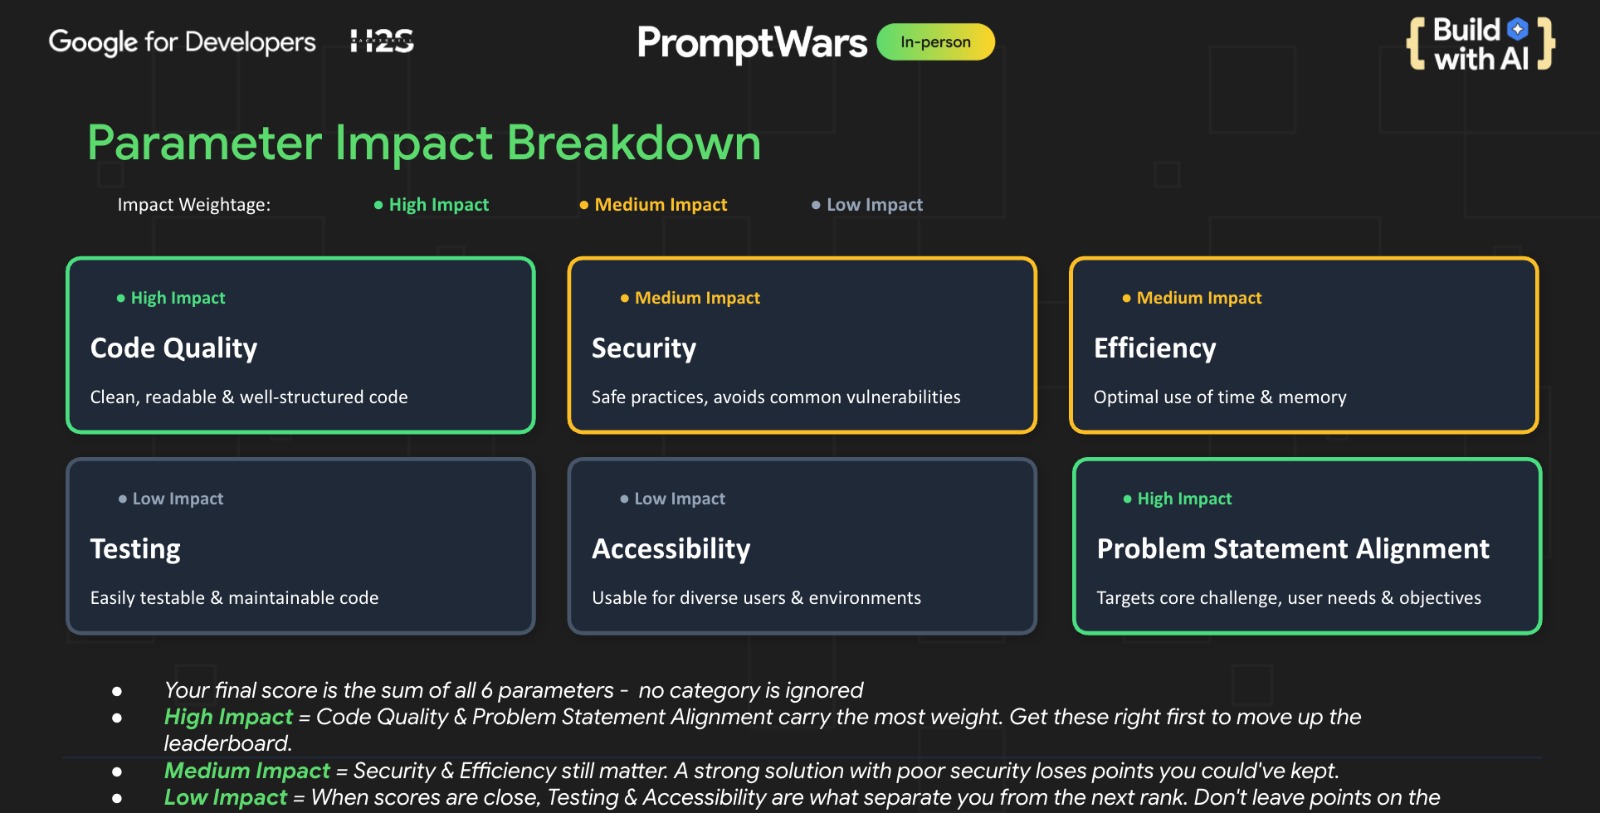 Google for Developers H2S PromptWars In-person Build with AI
Parameter Impact Breakdown
Impact Weightage: ● High Impact ● Medium Impact ● Low Impact
● High Impact
Code Quality
Clean, readable & well-structured code
● Medium Impact
Security
Safe practices, avoids common vulnerabilities
● Medium Impact
Efficiency
Optimal use of time & memory
● Low Impact
Testing
Easily testable & maintainable code
● Low Impact
Accessibility
Usable for diverse users & environments
● High Impact
Problem Statement Alignment
Targets core challenge, user needs & objectives
● Your final score is the sum of all 6 parameters - no category is ignored
● High Impact = Code Quality & Problem Statement Alignment carry the most weight. Get these right first to move up the
leaderboard.
● Medium Impact = Security & Efficiency still matter. A strong solution with poor security loses points you could've kept.
● Low Impact = When scores are close, Testing & Accessibility are what separate you from the next rank. Don't leave points on the